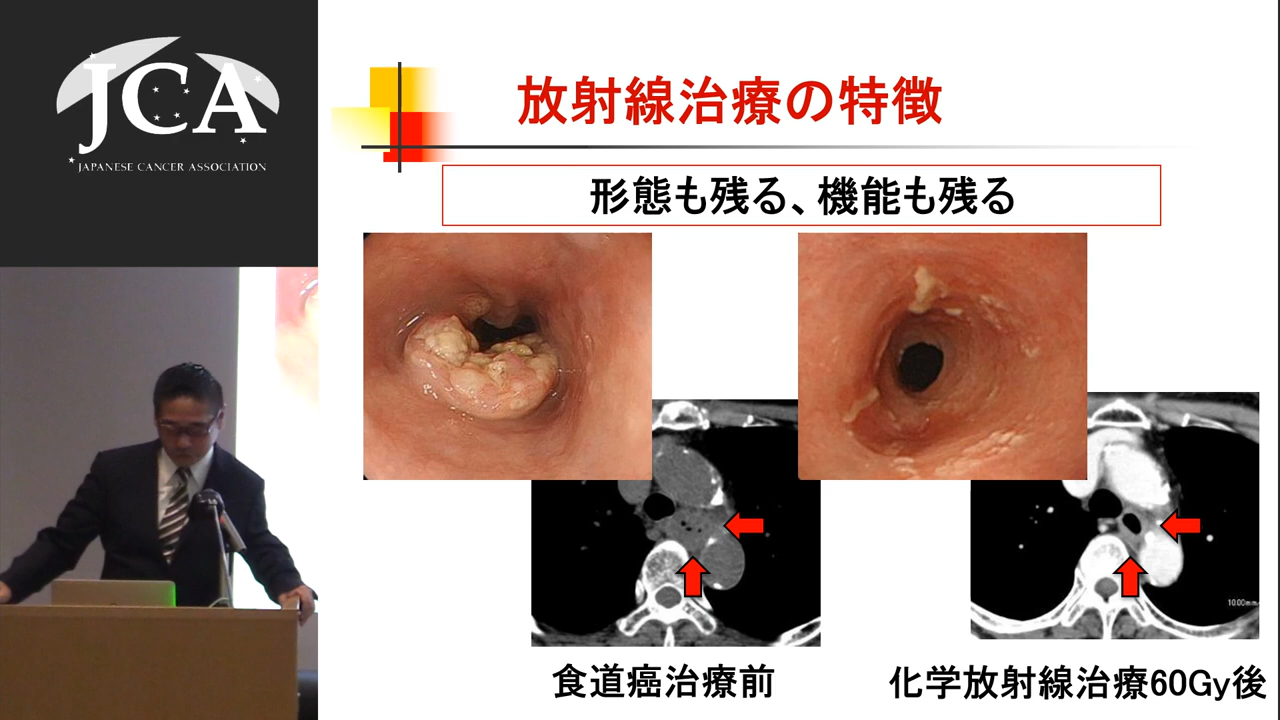 JCA
JAPANESE CANCER ASSOCIATION
放射線治療の特徴
形態も残る、機能も残る
10.00mm
食道癌治療前
化学放射線治療60Gy後